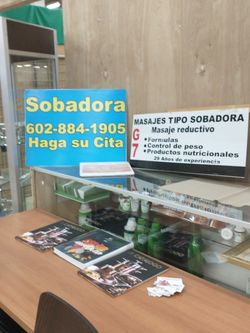 Sobadora
602-884-1905
Haga su Cita
MASAJES TIPO SOBADORA
G
7
Masaje reductivo
• Formulas
• Control de peso
• Productos nutricionales
29 Años de experiencia